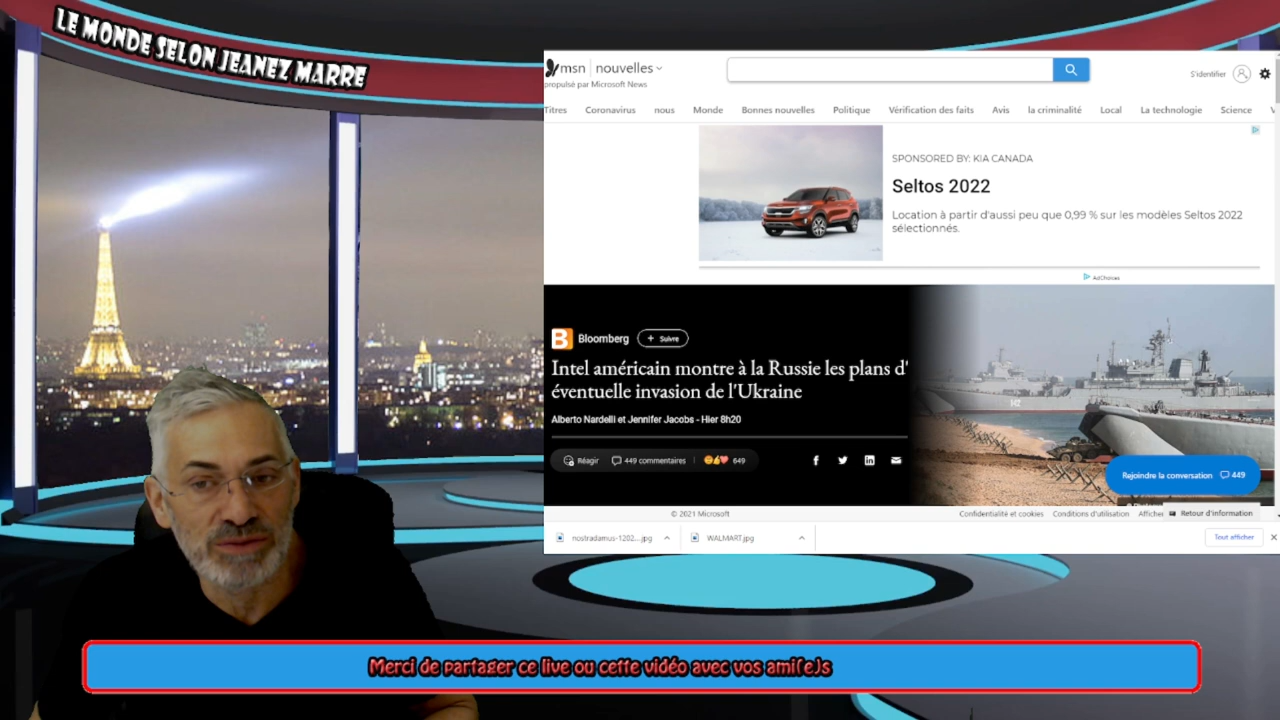 LE MONDE SELON JEANEZ MARRE
msn nouvelles
propulsé par Microsoft News
S'identifier
Titres Coronavirus nous Monde Bonnes nouvelles Politique Vérification des faits Avis la criminalité Local La technologie Science
SPONSORED BY: KIA CANADA
Seltos 2022
Location à partir d'aussi peu que 0,99 % sur les modèles Seltos 2022
sélectionnés.
AdChoices
B Bloomberg + Suivre
Intel américain montre à la Russie les plans d'
éventuelle invasion de l'Ukraine
Alberto Nardelli et Jennifer Jacobs - Hier 8h20
Réagir 449 commentaires 649
Rejoindre la conversation 449
© 2021 Microsoft Confidentialité et cookies Conditions d'utilisation Afficher Retour d'information
nostradamus-1202....jpg WALMART.jpg Tout afficher
Merci de partager ce live ou cette vidéo avec vos ami(e)s